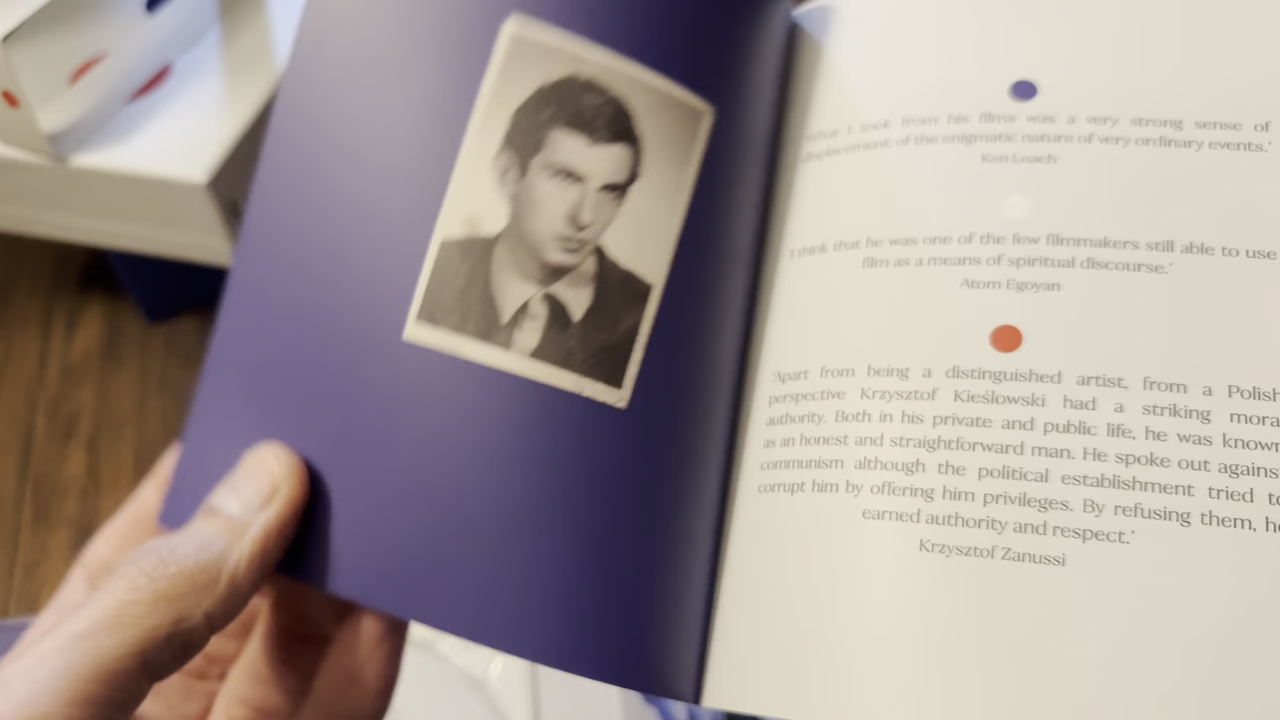 'What I took from his films was a very strong sense of
displacement, of the enigmatic nature of very ordinary events.'
Ken Loach
'I think that he was one of the few filmmakers still able to use
film as a means of spiritual discourse.'
Atom Egoyan
'Apart from being a distinguished artist, from a Polish
perspective Krzysztof Kieślowski had a striking mora
authority. Both in his private and public life, he was known
as an honest and straightforward man. He spoke out agains
communism although the political establishment tried to
corrupt him by offering him privileges. By refusing them, he
earned authority and respect.'
Krzysztof Zanussi